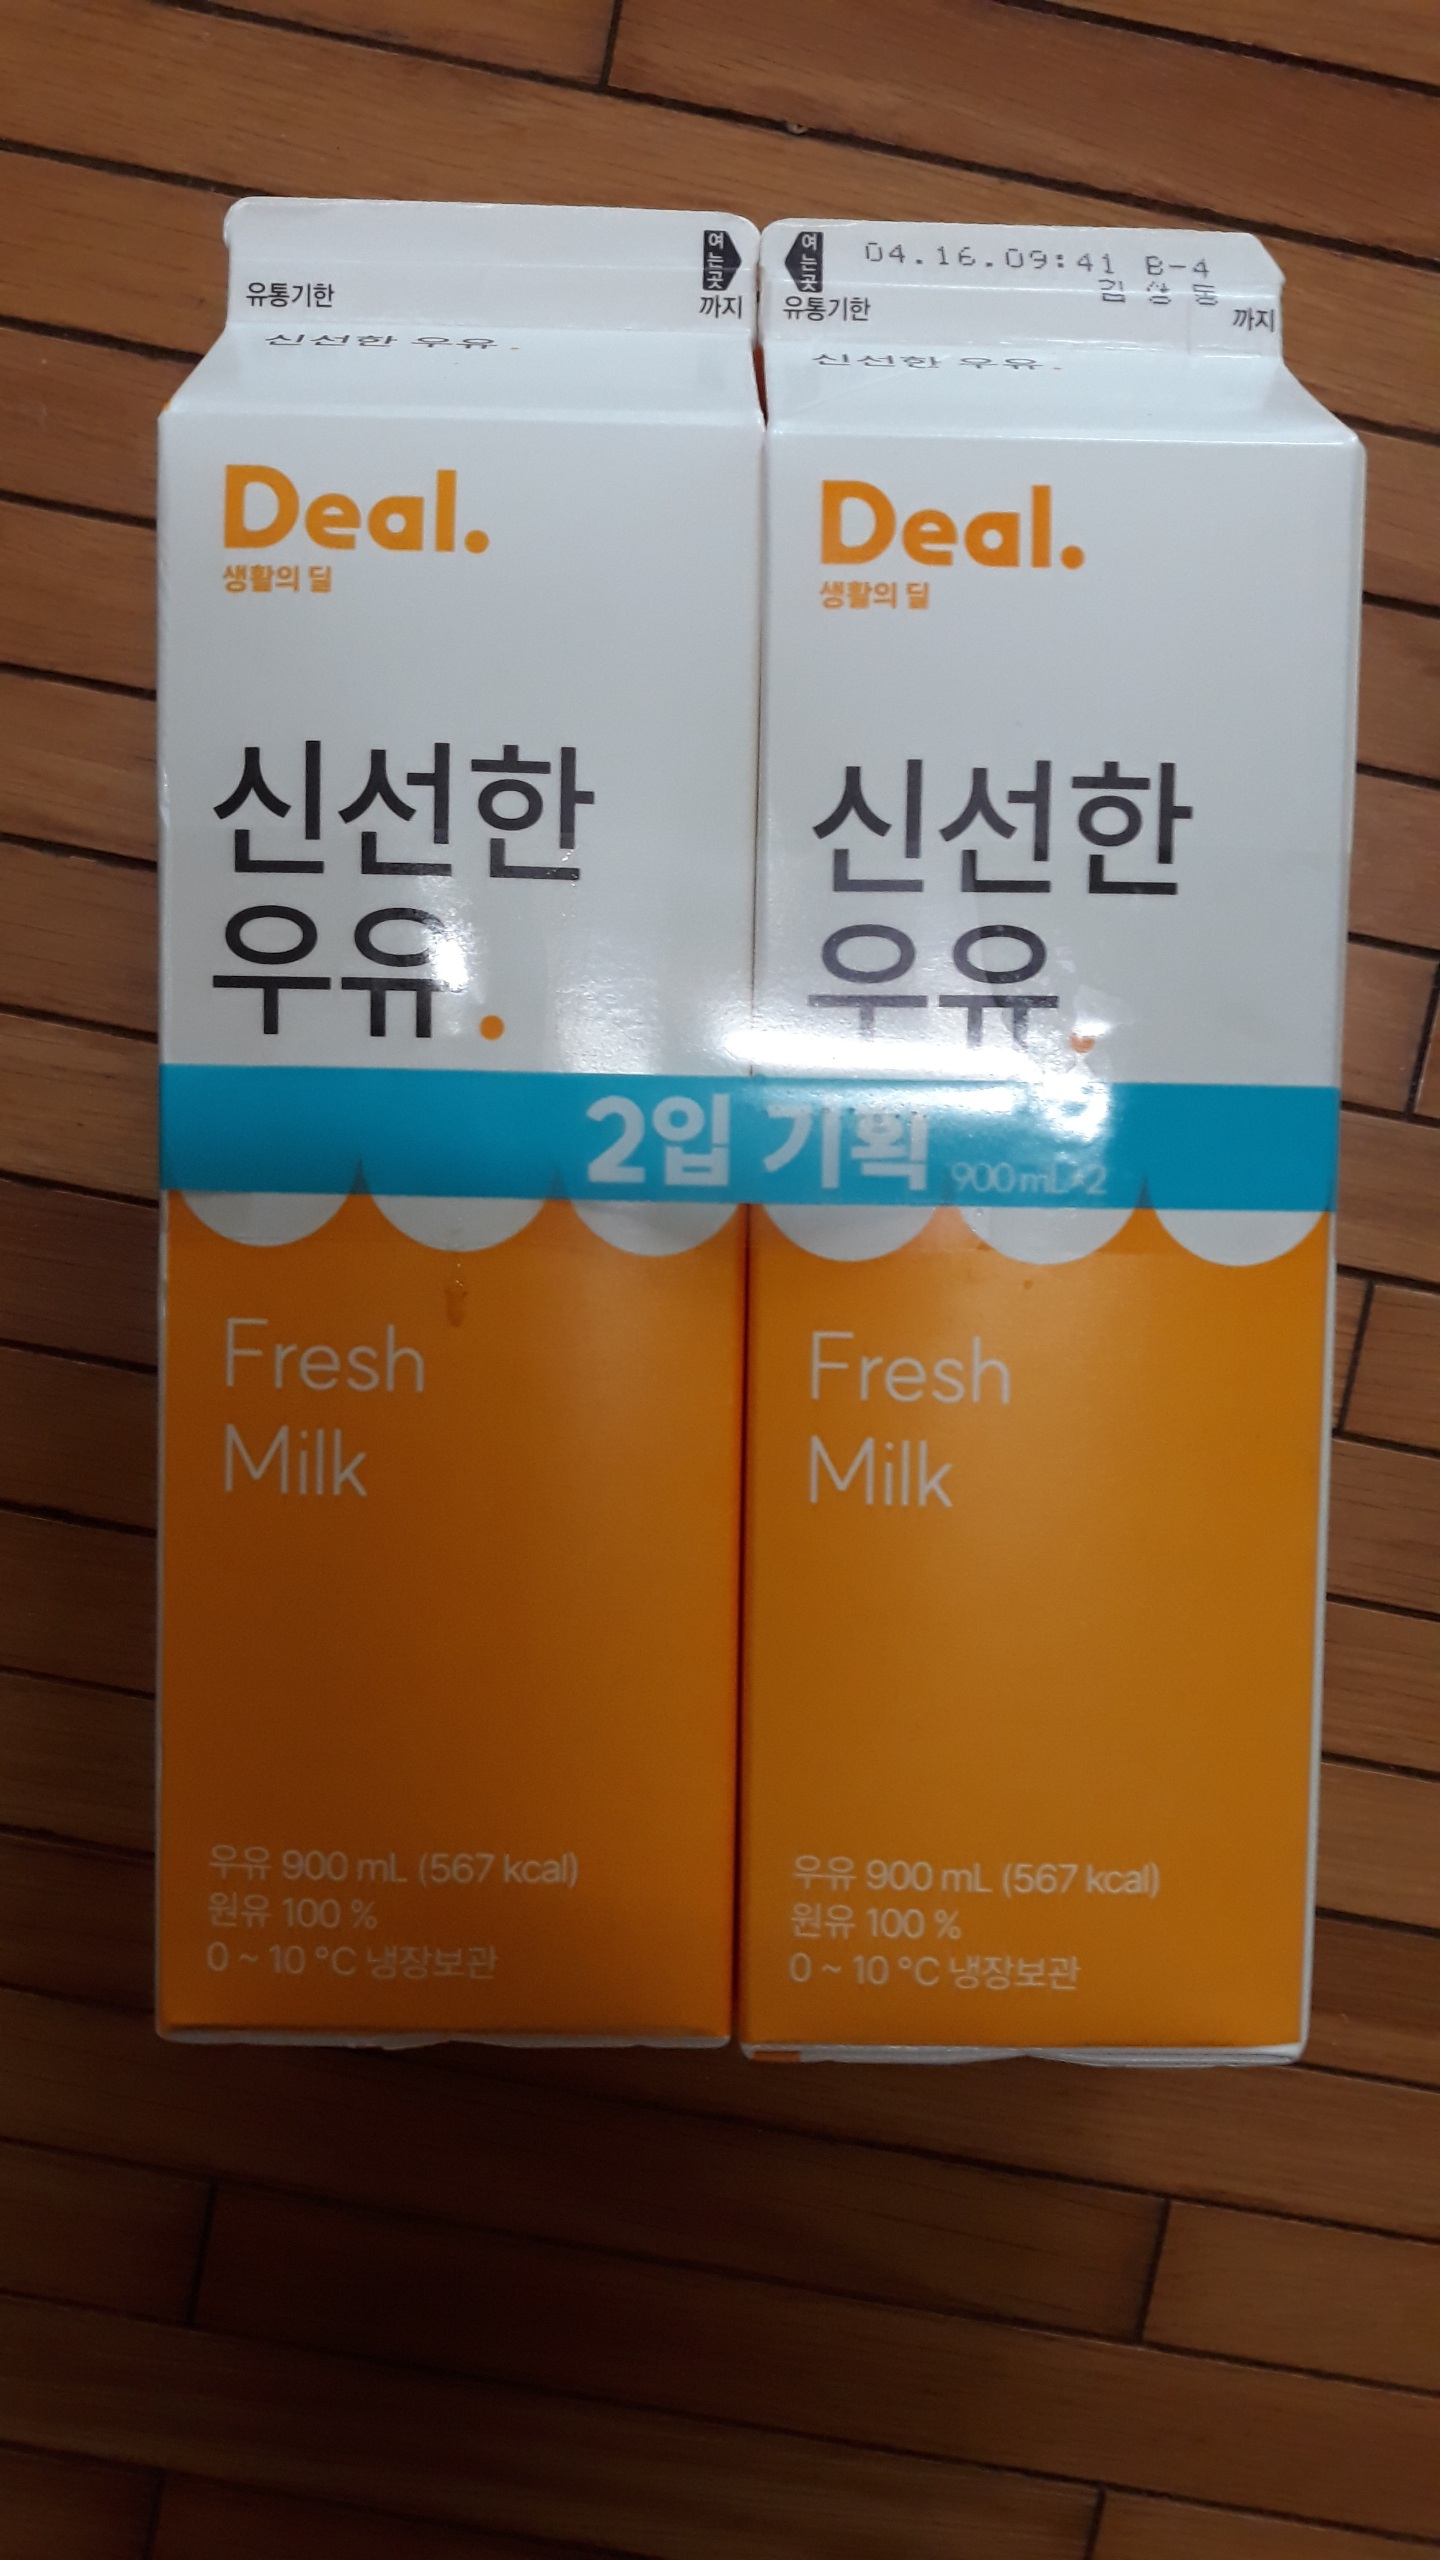 여는곳
유통기한
까지
신선한 우유.
Deal.
생활의 딜
신선한
우유.
Fresh
Milk
우유 900 mL (567 kcal)
원유 100 %
0 ~ 10 °C 냉장보관
여는곳
04.16.09:41 B-4
유통기한
까지
신선한 우유.
Deal.
생활의 딜
신선한
우유.
2입 기획 900mL×2
Fresh
Milk
우유 900 mL (567 kcal)
원유 100 %
0 ~ 10 °C 냉장보관